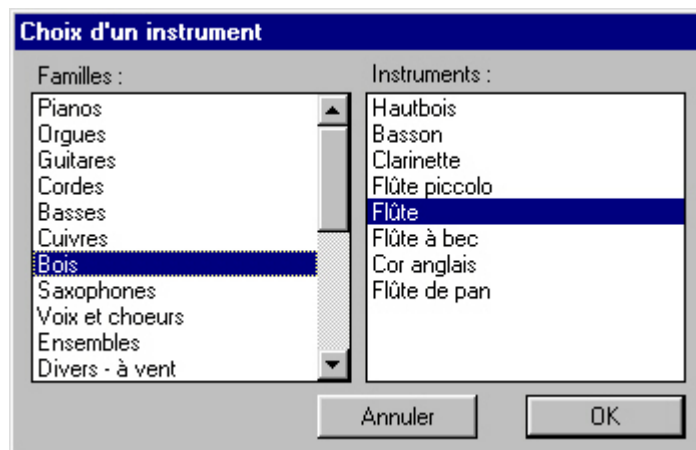 Choix d'un instrument
Familles :
Pianos
Orgues
Guitares
Cordes
Basses
Cuivres
Bois
Saxophones
Voix et choeurs
Ensembles
Divers - à vent
Instruments :
Hautbois
Basson
Clarinette
Flûte piccolo
Flûte
Flûte à bec
Cor anglais
Flûte de pan
Annuler
OK